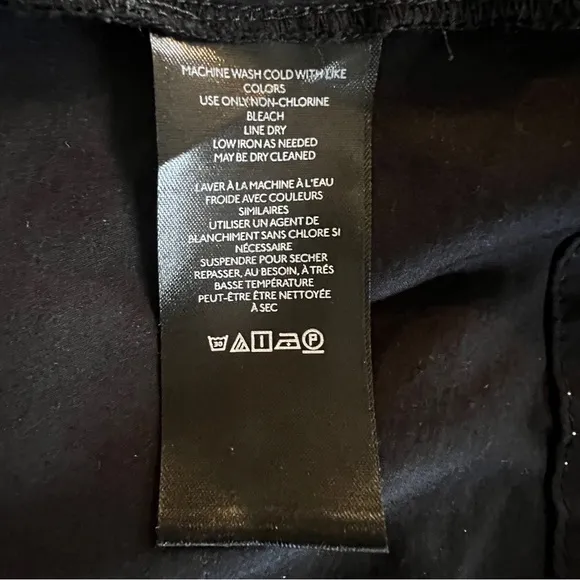 MACHINE WASH COLD WITH LIKE
COLORS
USE ONLY NON-CHLORINE
BLEACH
LINE DRY
LOW IRON AS NEEDED
MAY BE DRY CLEANED
LAVER À LA MACHINE À L'EAU
FROIDE AVEC COULEURS
SIMILAIRES
UTILISER UN AGENT DE
BLANCHIMENT SANS CHLORE SI
NÉCESSAIRE
SUSPENDRE POUR SECHER
REPASSER, AU BESOIN, À TRÉS
BASSE TEMPÉRATURE
PEUT-ÊTRE ÊTRE NETTOYÉE
À SEC
30 P